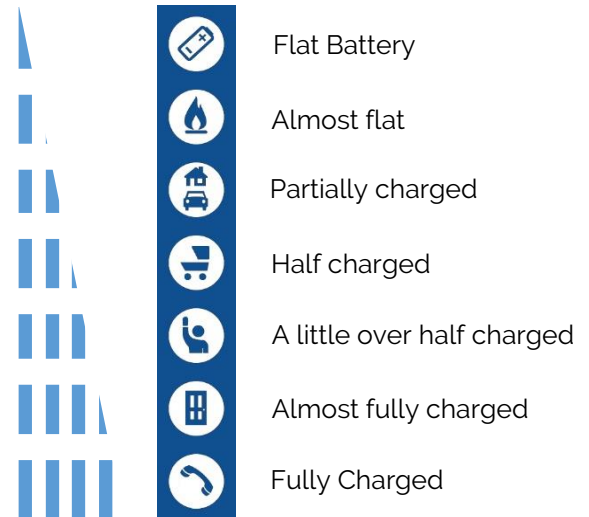 Flat Battery
Almost flat
Partially charged
Half charged
A little over half charged
Almost fully charged
Fully Charged